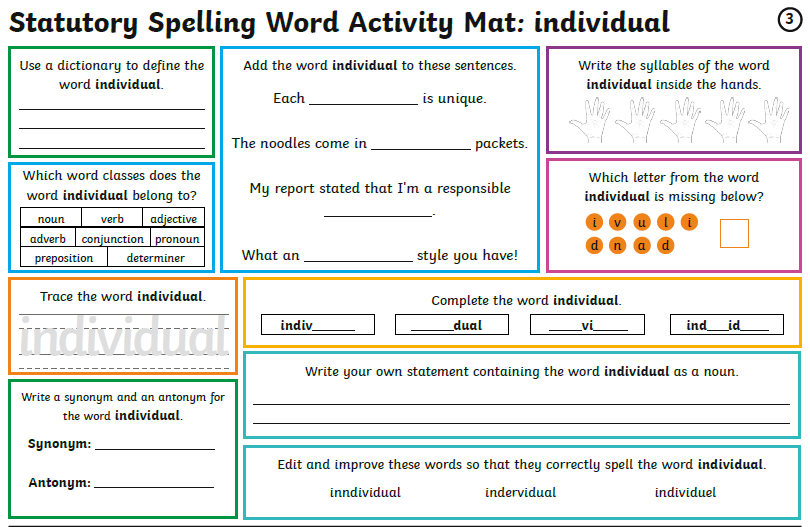 Statutory Spelling Word Activity Mat: individual
3
Use a dictionary to define the
word individual.
Add the word individual to these sentences.
Each ______________ is unique.
The noodles come in _____________ packets.
My report stated that I'm a responsible
______________.
What an ______________ style you have!
Write the syllables of the word
individual inside the hands.
Which word classes does the
word individual belong to?
noun verb adjective
adverb conjunction pronoun
preposition determiner
Which letter from the word
individual is missing below?
i v u l i
d n a d
Trace the word individual.
individual
Complete the word individual.
indiv______ ______dual ____vi_____ ind___id____
Write your own statement containing the word individual as a noun.
Write a synonym and an antonym for
the word individual.
Synonym: _______________
Antonym: _______________
Edit and improve these words so that they correctly spell the word individual.
inndividual indervidual individuel